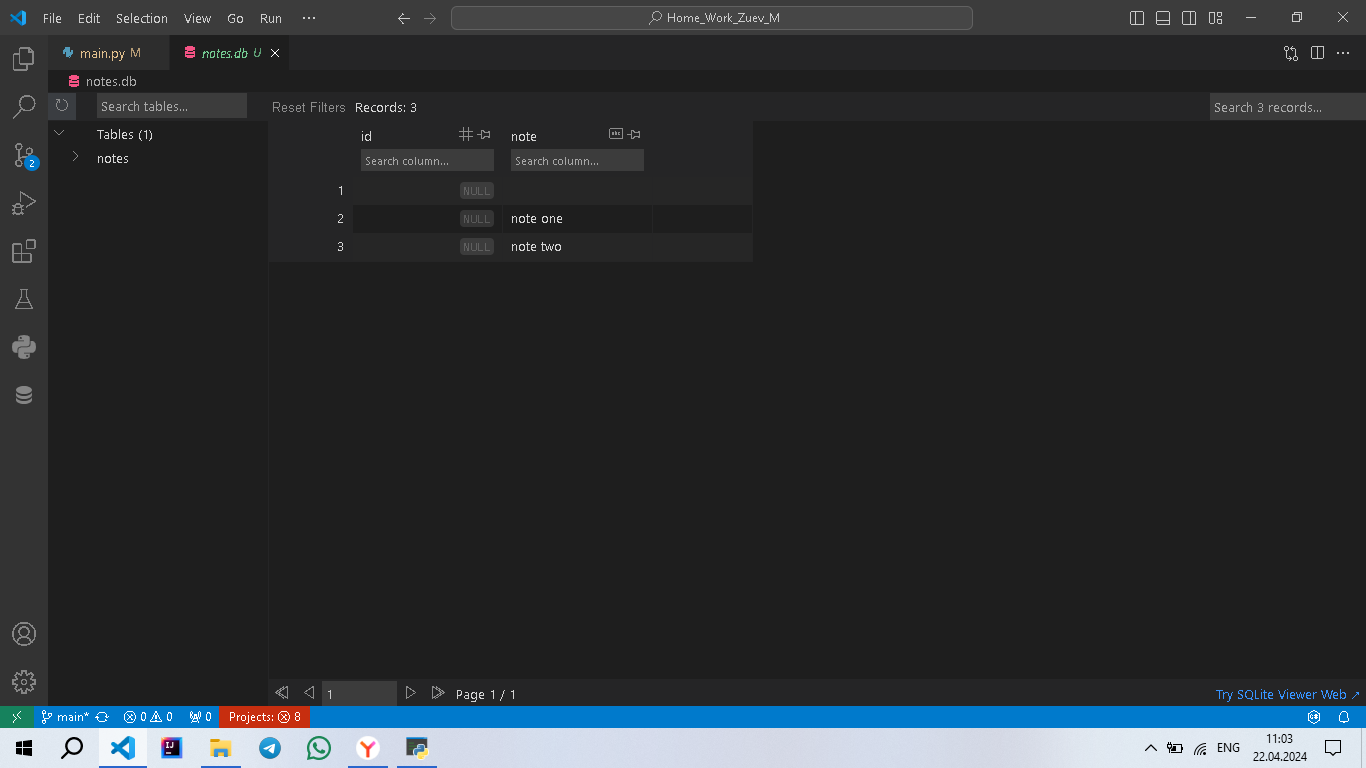 File Edit Selection View Go Run ··· Home_Work_Zuev_M
main.py M notes.db U
notes.db
Search tables... Reset Filters Records: 3 Search 3 records...
Tables (1) id note
Search column... Search column...
notes
1 NULL
2 NULL note one
3 NULL note two
1 Page 1 / 1 Try SQLite Viewer Web
main* 0 0 0 Projects: 8
2
ENG 11:03
22.04.2024